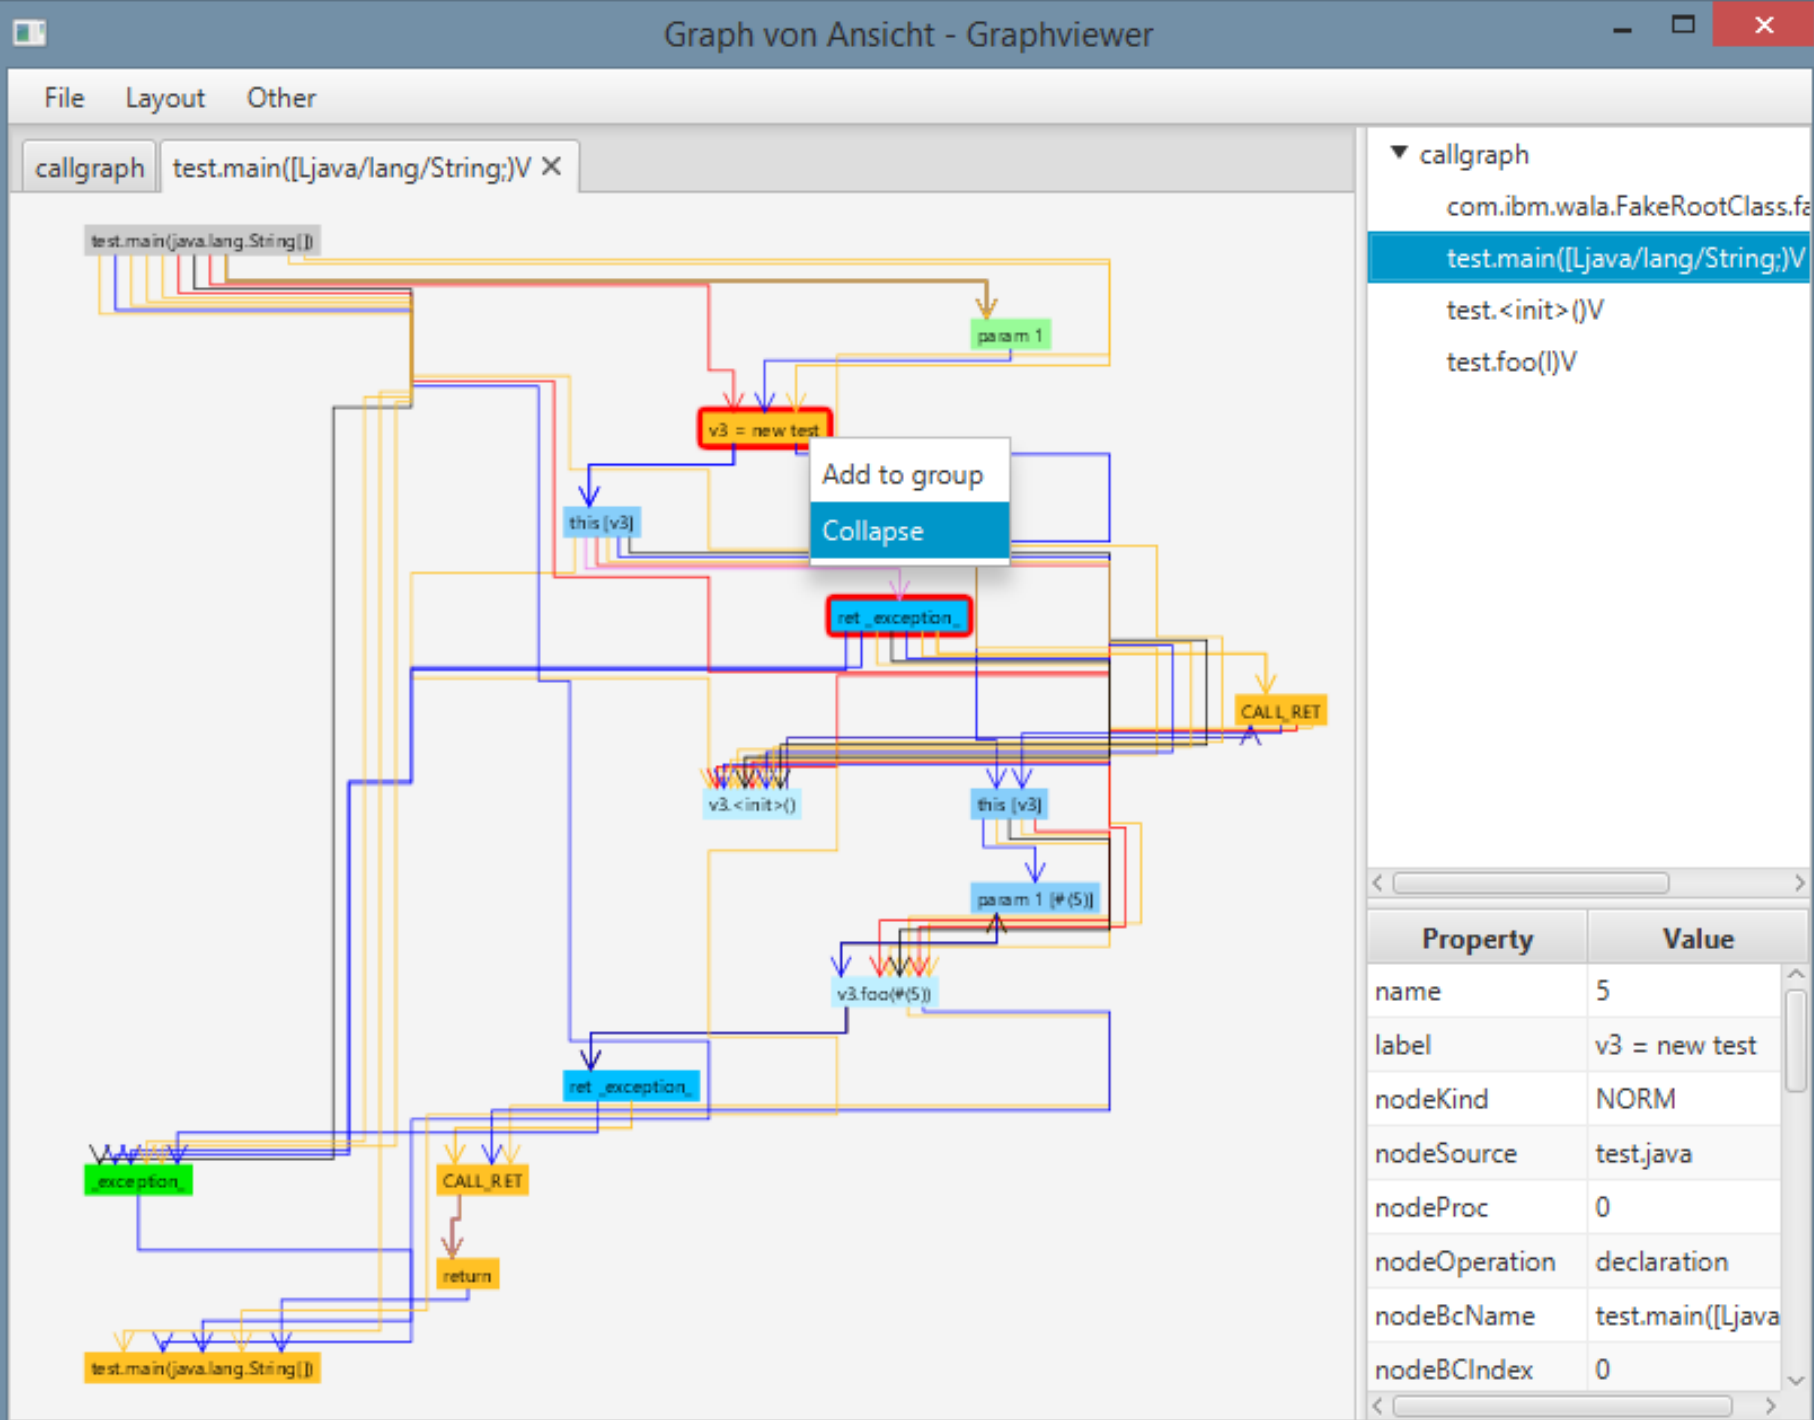 Graph von Ansicht - Graphviewer
File Layout Other
callgraph
test.main([Ljava/lang/String;)V
test.main(java.lang.String[])
param 1
v3 = new test
Add to group
Collapse
this [v3]
ret _exception_
CALL_RET
v3.<init>()
this [v3]
param 1 [#(5)]
v3.foo(#(5))
ret _exception_
_exception_
CALL_RET
return
test.main(java.lang.String[])
callgraph
com.ibm.wala.FakeRootClass.fa
test.main([Ljava/lang/String;)V
test.<init>()V
test.foo(I)V
Property Value
name 5
label v3 = new test
nodeKind NORM
nodeSource test.java
nodeProc 0
nodeOperation declaration
nodeBcName test.main([Ljava
nodeBCIndex 0